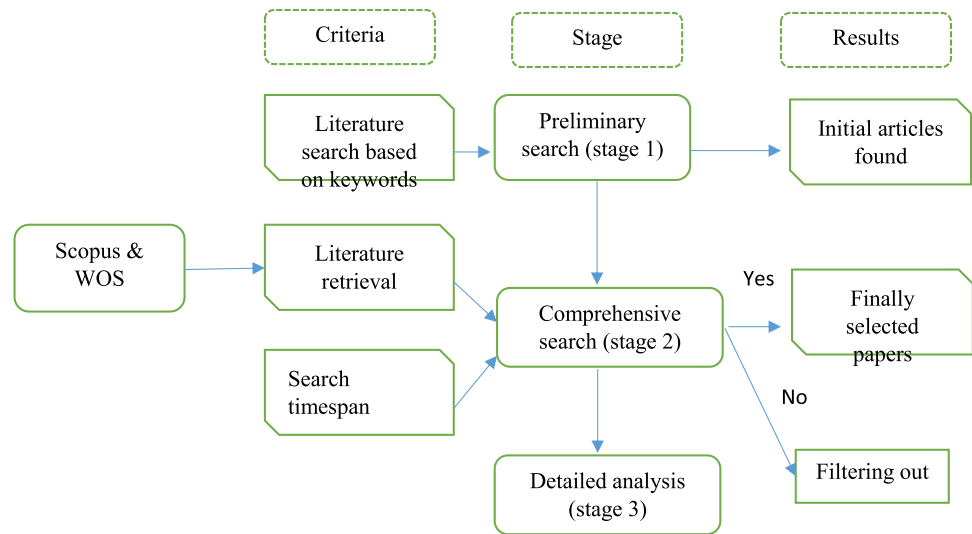 Criteria
Stage
Results
Literature
search based
on keywords
Preliminary
search (stage 1)
Initial articles
found
Scopus &
WOS
Literature
retrieval
Search
timespan
Comprehensive
search (stage 2)
Yes
Finally
selected
papers
No
Filtering out
Detailed analysis
(stage 3)